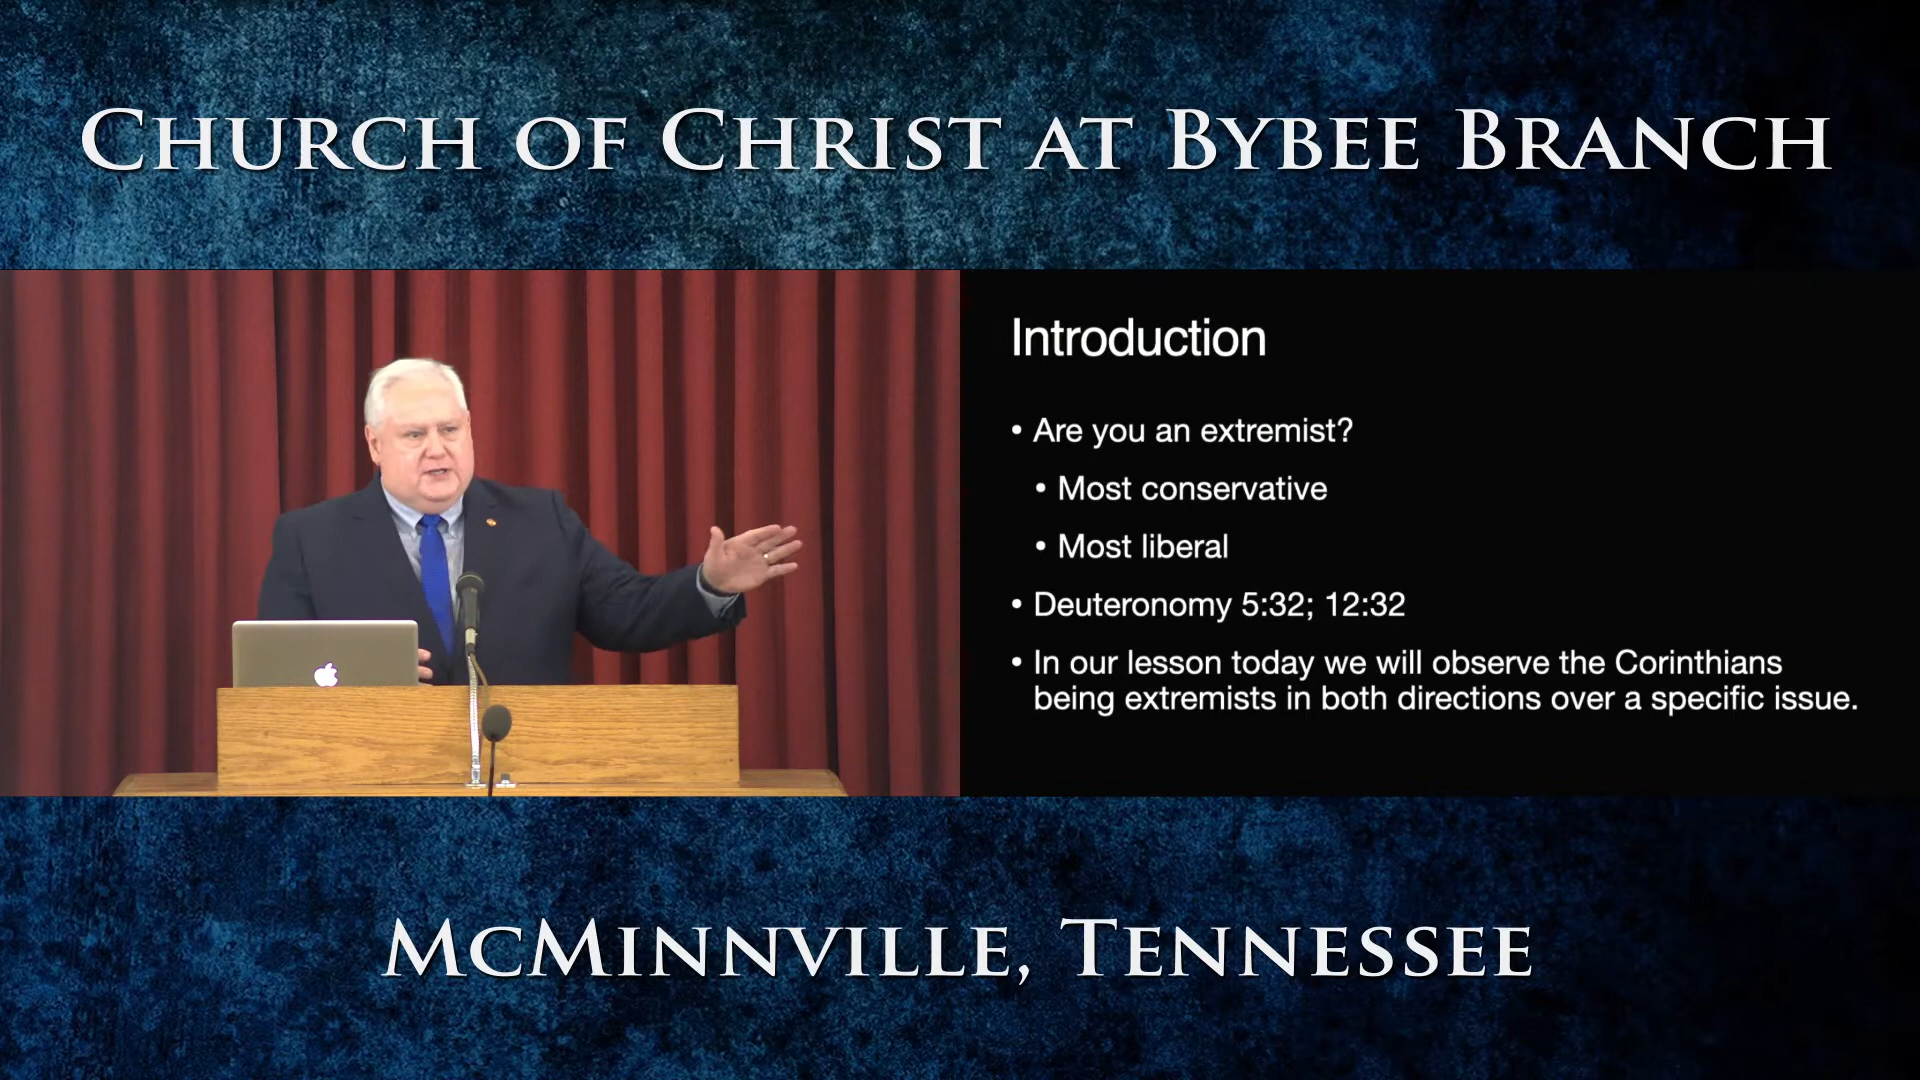 Church of Christ at Bybee Branch
Introduction
• Are you an extremist?
• Most conservative
• Most liberal
• Deuteronomy 5:32; 12:32
• In our lesson today we will observe the Corinthians
being extremists in both directions over a specific issue.
McMinnville, Tennessee